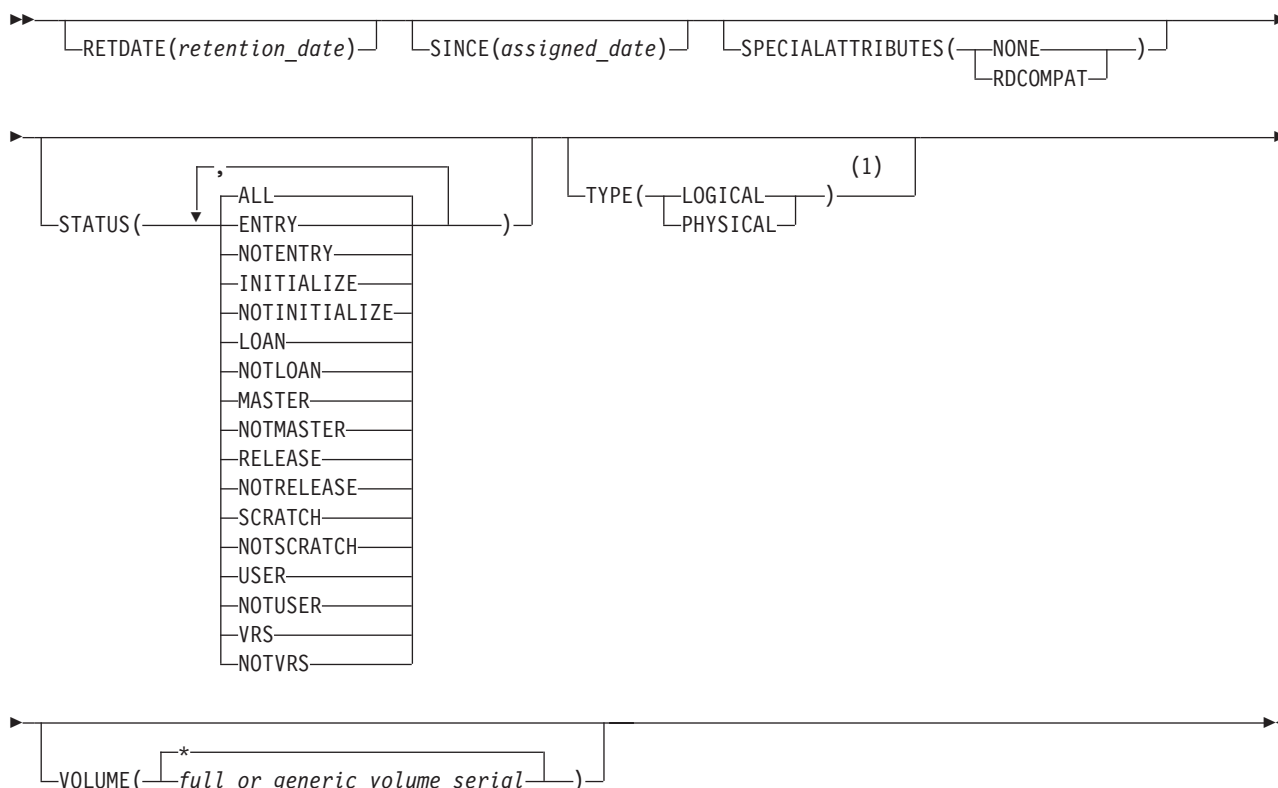 RETDATE(retention_date) SINCE(assigned_date) SPECIALATTRIBUTES( NONE )
RDCOMPAT
,
(1)
ALL
TYPE( LOGICAL )
STATUS( ENTRY )
PHYSICAL
NOTENTRY
INITIALIZE
NOTINITIALIZE
LOAN
NOTLOAN
MASTER
NOTMASTER
RELEASE
NOTRELEASE
SCRATCH
NOTSCRATCH
USER
NOTUSER
VRS
NOTVRS
*
VOLUME( full or generic volume serial )